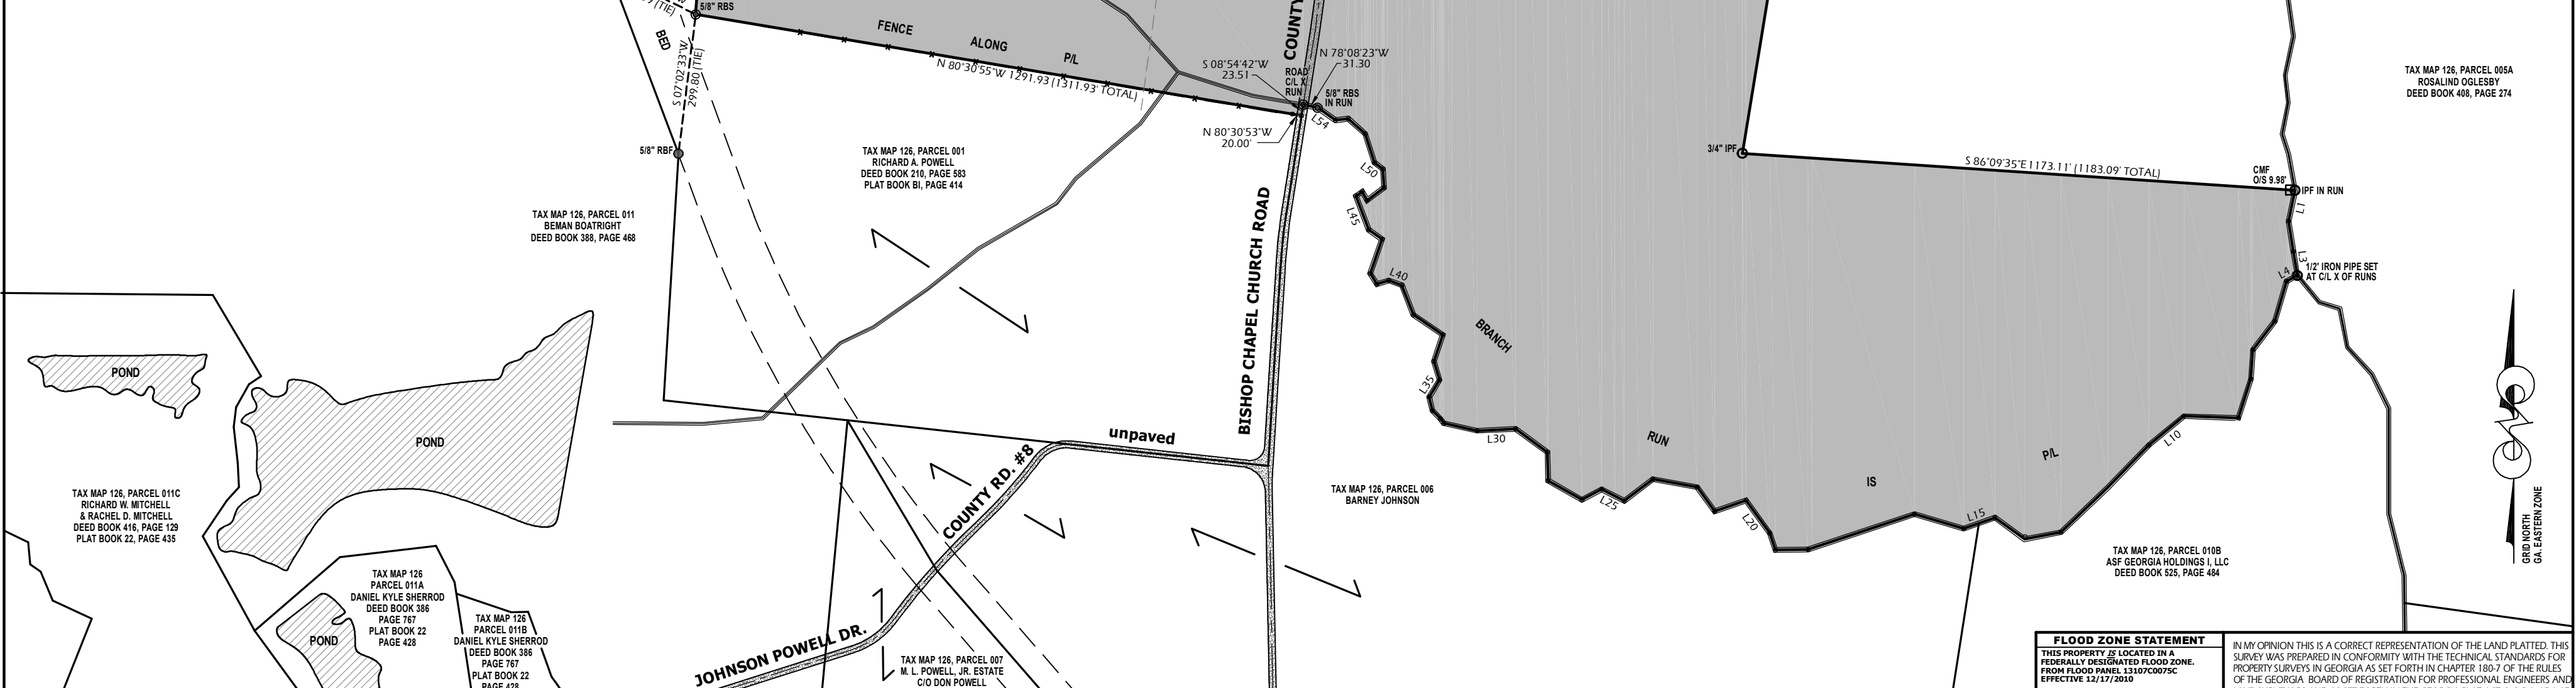 5/8" RBS
(TIE)
BED
S 07°02'33"W
299.80 (TIE)
5/8" RBF
FENCE
ALONG
P/L
N 80°30'55"W 1291.93 (1311.93' TOTAL)
COUNTY
S 08°54'42"W
23.51
ROAD
C/L X
RUN
N 78°08'23"W
31.30
5/8" RBS
IN RUN
N 80°30'53"W
20.00'
TAX MAP 126, PARCEL 001
RICHARD A. POWELL
DEED BOOK 210, PAGE 583
PLAT BOOK BI, PAGE 414
TAX MAP 126, PARCEL 011
BEMAN BOATRIGHT
DEED BOOK 388, PAGE 468
BISHOP CHAPEL CHURCH ROAD
L54
L50
L45
L40
L35
L30
L25
L20
L15
L10
L4
L3
L1
BRANCH
RUN
IS
P/L
3/4" IPF
S 86°09'35"E 1173.11' (1183.09' TOTAL)
CMF
O/S 9.98'
IPF IN RUN
1/2' IRON PIPE SET
AT C/L X OF RUNS
TAX MAP 126, PARCEL 005A
ROSALIND OGLESBY
DEED BOOK 408, PAGE 274
POND
POND
POND
TAX MAP 126, PARCEL 011C
RICHARD W. MITCHELL
& RACHEL D. MITCHELL
DEED BOOK 416, PAGE 129
PLAT BOOK 22, PAGE 435
TAX MAP 126
PARCEL 011A
DANIEL KYLE SHERROD
DEED BOOK 386
PAGE 767
PLAT BOOK 22
PAGE 428
TAX MAP 126
PARCEL 011B
DANIEL KYLE SHERROD
DEED BOOK 386
PAGE 767
PLAT BOOK 22
PAGE 428
unpaved
COUNTY RD. #8
JOHNSON POWELL DR.
TAX MAP 126, PARCEL 007
M. L. POWELL, JR. ESTATE
C/O DON POWELL
TAX MAP 126, PARCEL 006
BARNEY JOHNSON
TAX MAP 126, PARCEL 010B
ASF GEORGIA HOLDINGS I, LLC
DEED BOOK 525, PAGE 484
GRID NORTH
GA. EASTERN ZONE
FLOOD ZONE STATEMENT
THIS PROPERTY IS LOCATED IN A
FEDERALLY DESIGNATED FLOOD ZONE.
FROM FLOOD PANEL 13107C0075C
EFFECTIVE 12/17/2010
IN MY OPINION THIS IS A CORRECT REPRESENTATION OF THE LAND PLATTED. THIS
SURVEY WAS PREPARED IN CONFORMITY WITH THE TECHNICAL STANDARDS FOR
PROPERTY SURVEYS IN GEORGIA AS SET FORTH IN CHAPTER 180-7 OF THE RULES
OF THE GEORGIA BOARD OF REGISTRATION FOR PROFESSIONAL ENGINEERS AND